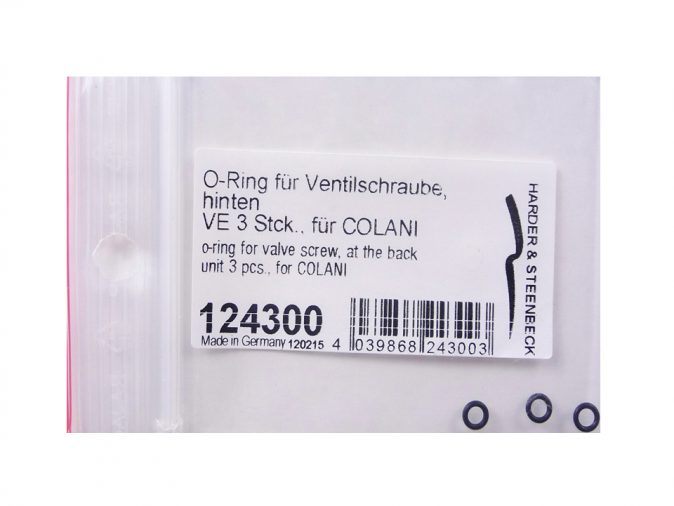 O-Ring für Ventilschraube,
hinten
VE 3 Stck., für COLANI
o-ring for valve screw, at the back
unit 3 pcs., for COLANI
124300
Made in Germany 120215
4 039868 243003
HARDER & STEENBECK